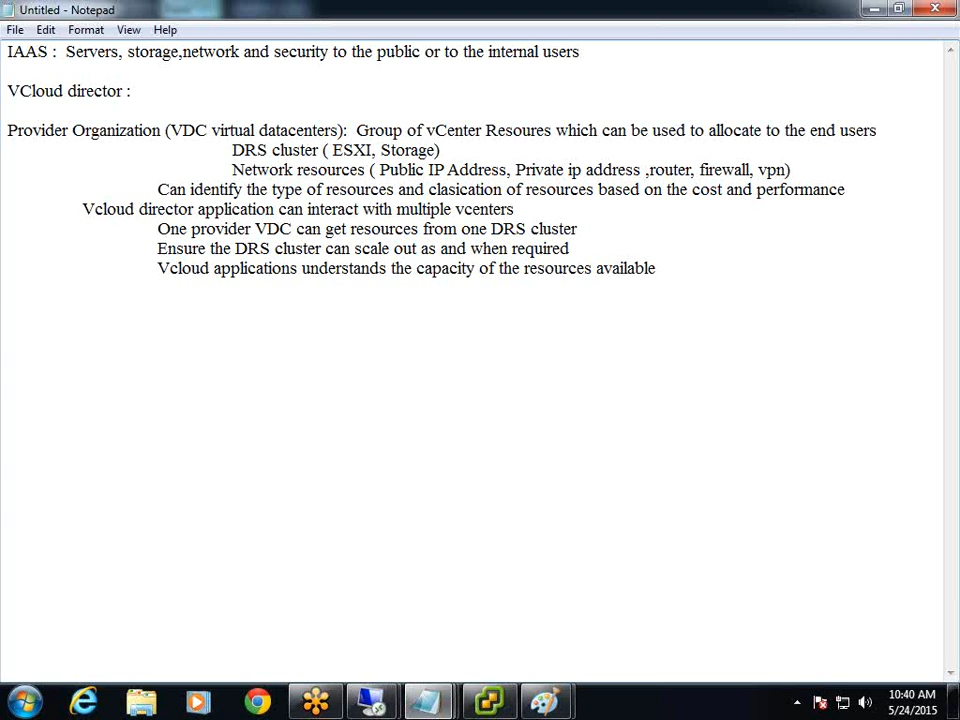 Untitled - Notepad
File Edit Format View Help
IAAS : Servers, storage,network and security to the public or to the internal users
VCloud director :
Provider Organization (VDC virtual datacenters): Group of vCenter Resoures which can be used to allocate to the end users
DRS cluster ( ESXI, Storage)
Network resources ( Public IP Address, Private ip address ,router, firewall, vpn)
Can identify the type of resources and clasication of resources based on the cost and performance
Vcloud director application can interact with multiple vcenters
One provider VDC can get resources from one DRS cluster
Ensure the DRS cluster can scale out as and when required
Vcloud applications understands the capacity of the resources available
10:40 AM
5/24/2015